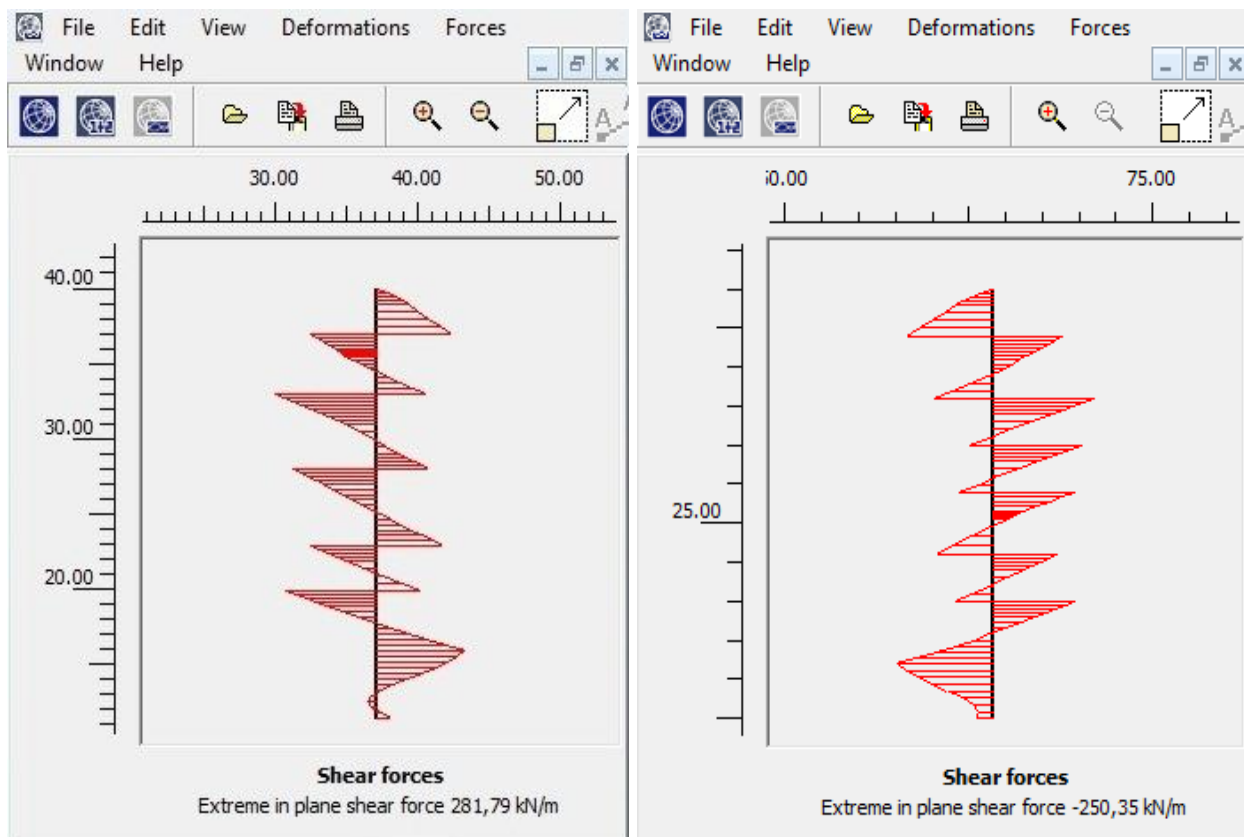 File Edit View Deformations Forces
Window Help
30.00 40.00 50.00
40.00
30.00
20.00
Shear forces
Extreme in plane shear force 281,79 kN/m
File Edit View Deformations Forces
Window Help
75.00
25.00
Shear forces
Extreme in plane shear force -250,35 kN/m